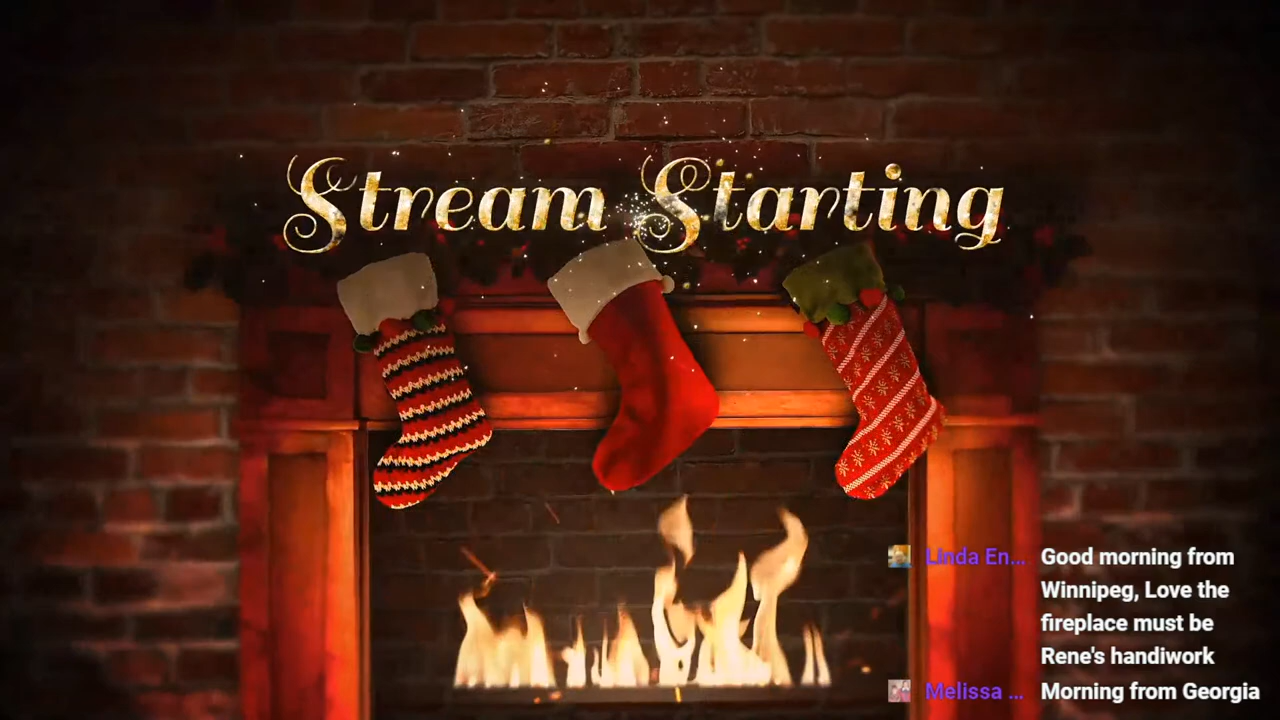 Stream Starting
Linda En... Good morning from
Winnipeg, Love the
fireplace must be
Rene's handiwork
Melissa ... Morning from Georgia